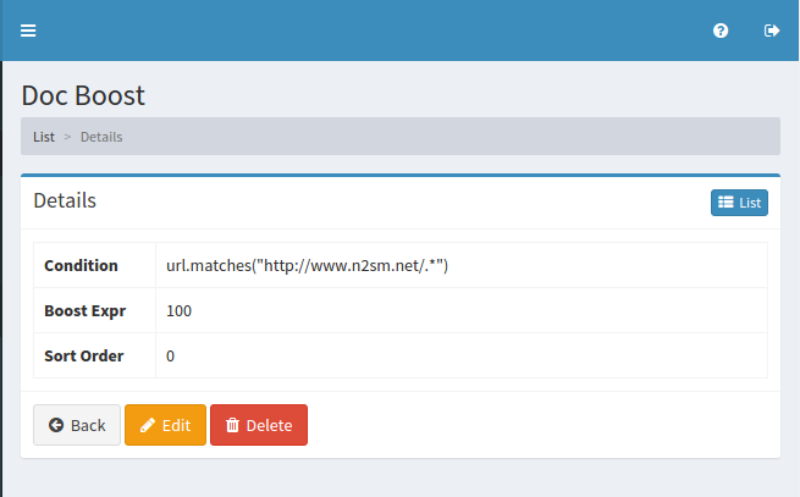 Doc Boost
List > Details
Details
List
Condition url.matches("http://www.n2sm.net/.*")
Boost Expr 100
Sort Order 0
Back Edit Delete